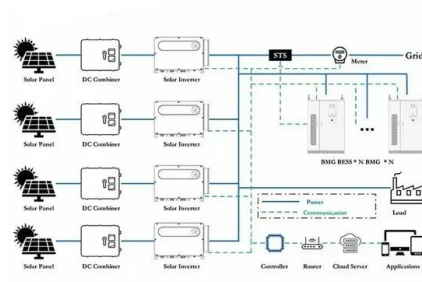 STS
Meter
Grid
Solar Panel DC Combiner Solar Inverter
Solar Panel DC Combiner Solar Inverter
BMG BESS * N BMG * N
Solar Panel DC Combiner Solar Inverter
Power
Communication
Load
Solar Panel DC Combiner Solar Inverter
Controller Router Cloud Server Applications